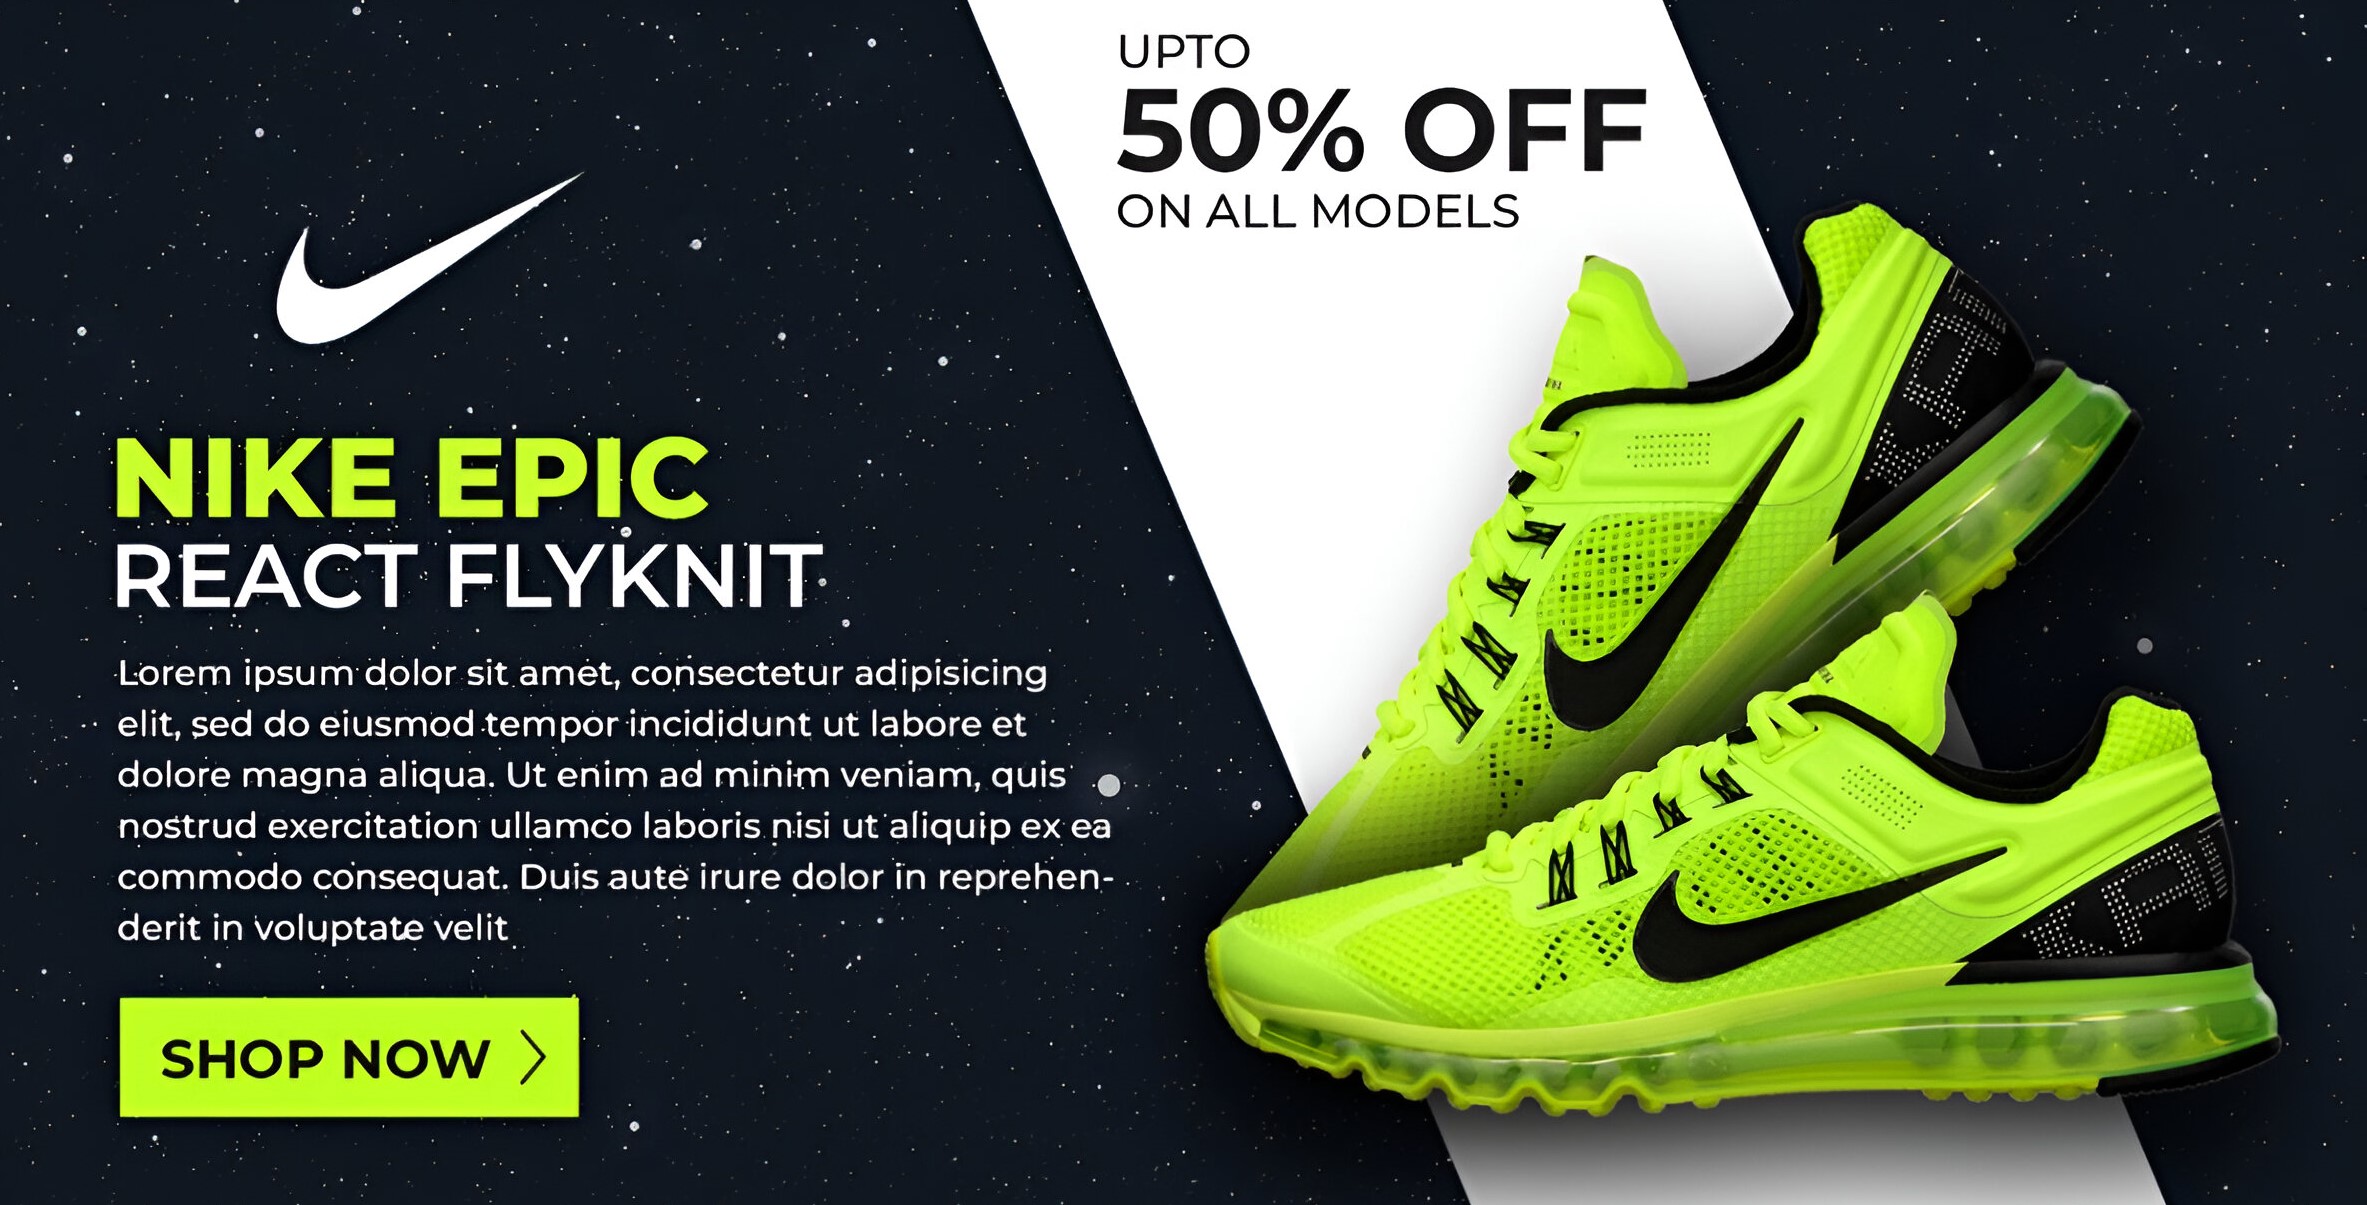 UPTO
50% OFF
ON ALL MODELS
NIKE EPIC
REACT FLYKNIT
Lorem ipsum dolor sit amet, consectetur adipisicing
elit, sed do eiusmod tempor incididunt ut labore et
dolore magna aliqua. Ut enim ad minim veniam, quis
nostrud exercitation ullamco laboris nisi ut aliquip ex ea
commodo consequat. Duis aute irure dolor in reprehen-
derit in voluptate velit
SHOP NOW